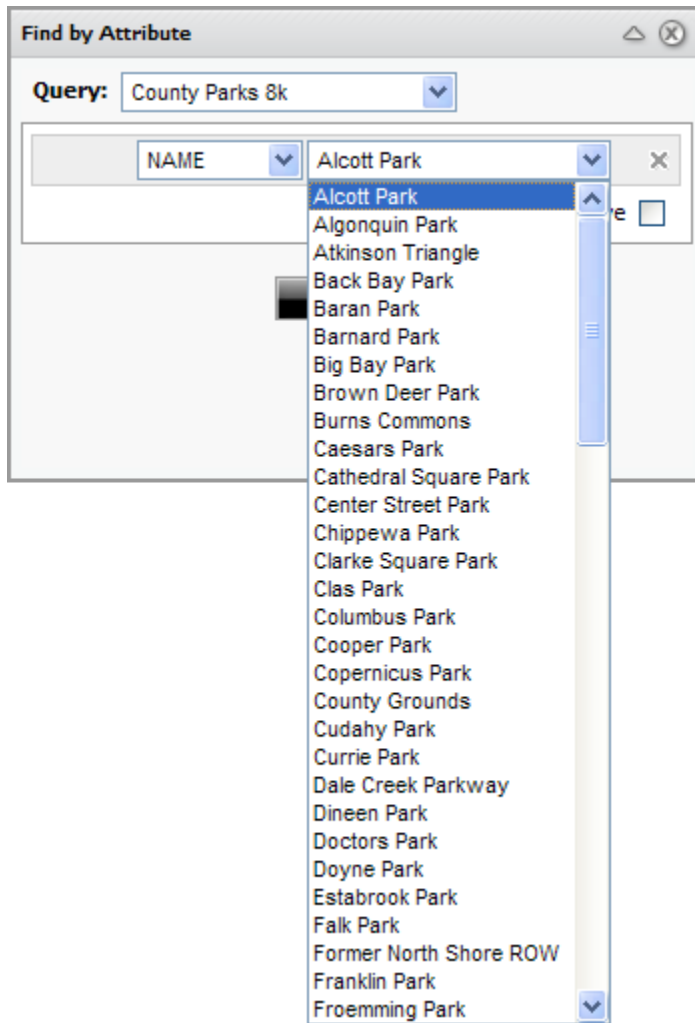 Find by Attribute
Query: County Parks 8k
NAME Alcott Park
Alcott Park
Algonquin Park
Atkinson Triangle
Back Bay Park
Baran Park
Barnard Park
Big Bay Park
Brown Deer Park
Burns Commons
Caesars Park
Cathedral Square Park
Center Street Park
Chippewa Park
Clarke Square Park
Clas Park
Columbus Park
Cooper Park
Copernicus Park
County Grounds
Cudahy Park
Currie Park
Dale Creek Parkway
Dineen Park
Doctors Park
Doyne Park
Estabrook Park
Falk Park
Former North Shore ROW
Franklin Park
Froemming Park